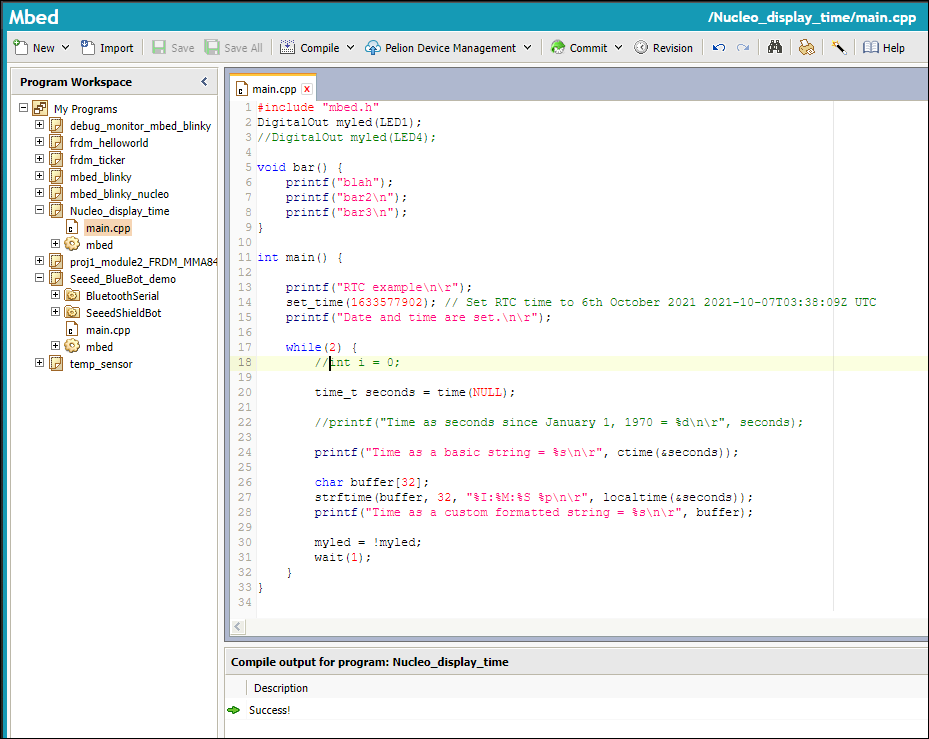 Mbed
/Nucleo_display_time/main.cpp
New Import Save Save All Compile Pelion Device Management Commit Revision Help
Program Workspace
My Programs
debug_monitor_mbed_blinky
frdm_helloworld
frdm_ticker
mbed_blinky
mbed_blinky_nucleo
Nucleo_display_time
main.cpp
mbed
proj1_module2_FRDM_MMA84
Seeed_BlueBot_demo
BluetoothSerial
SeeedShieldBot
main.cpp
mbed
temp_sensor
main.cpp x
1 #include "mbed.h"
2 DigitalOut myled(LED1);
3 //DigitalOut myled(LED4);
4
5 void bar() {
6 printf("blah");
7 printf("bar2\n");
8 printf("bar3\n");
9 }
10
11 int main() {
12
13 printf("RTC example\n\r");
14 set_time(1633577902); // Set RTC time to 6th October 2021 2021-10-07T03:38:09Z UTC
15 printf("Date and time are set.\n\r");
16
17 while(2) {
18 //int i = 0;
19
20 time_t seconds = time(NULL);
21
22 //printf("Time as seconds since January 1, 1970 = %d\n\r", seconds);
23
24 printf("Time as a basic string = %s\n\r", ctime(&seconds));
25
26 char buffer[32];
27 strftime(buffer, 32, "%I:%M:%S %p\n\r", localtime(&seconds));
28 printf("Time as a custom formatted string = %s\n\r", buffer);
29
30 myled = !myled;
31 wait(1);
32 }
33 }
34
Compile output for program: Nucleo_display_time
Description
Success!